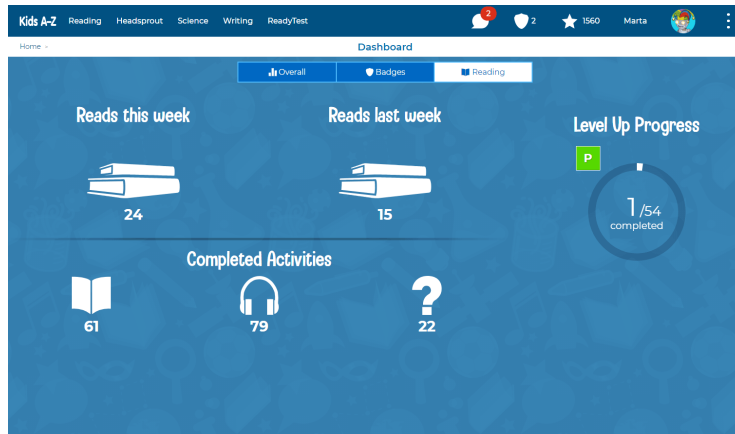 Kids A-Z Reading Headsprout Science Writing ReadyTest 2 2 1560 Marta
Home
Dashboard
Overall Badges Reading
Reads this week
24
Reads last week
15
Level Up Progress
P
1/54
completed
Completed Activities
61
79
?
22